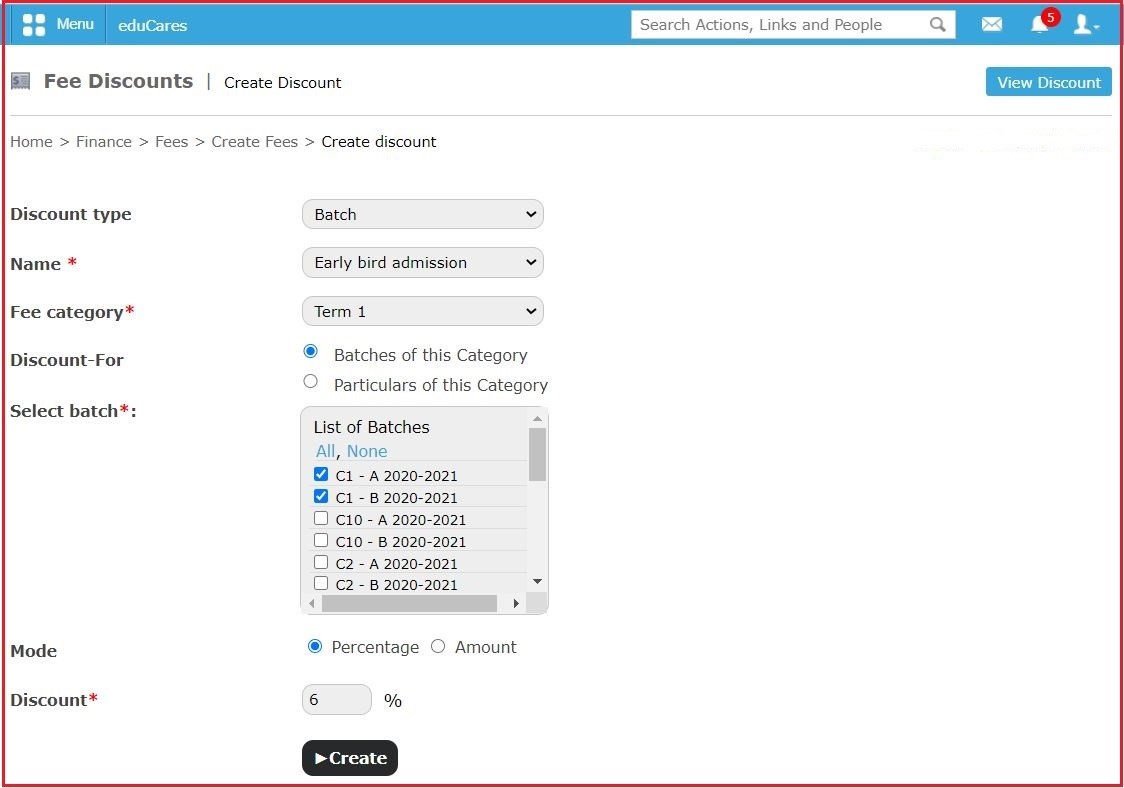 Menu eduCares Search Actions, Links and People 5
Fee Discounts | Create Discount View Discount
Home > Finance > Fees > Create Fees > Create discount
Discount type Batch
Name * Early bird admission
Fee category* Term 1
Discount-For Batches of this Category
Particulars of this Category
Select batch*:
List of Batches
All, None
C1 - A 2020-2021
C1 - B 2020-2021
C10 - A 2020-2021
C10 - B 2020-2021
C2 - A 2020-2021
C2 - B 2020-2021
Mode Percentage Amount
Discount* 6 %
►Create